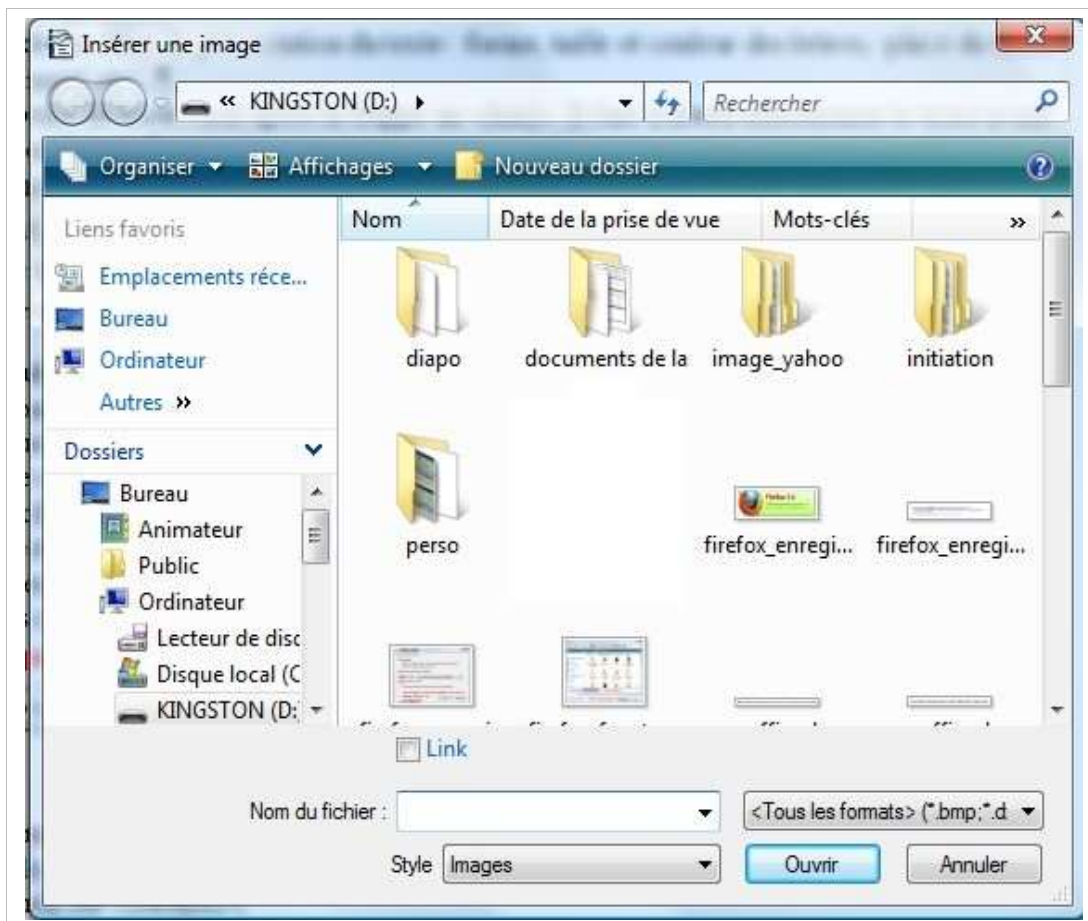 Insérer une image
« KINGSTON (D:)
Rechercher
Organiser Affichages Nouveau dossier
Liens favoris
Emplacements réce...
Bureau
Ordinateur
Autres »
Dossiers
Bureau
Animateur
Public
Ordinateur
Lecteur de disc
Disque local (C
KINGSTON (D:
Nom Date de la prise de vue Mots-clés »
diapo documents de la image_yahoo initiation
perso firefox_enregi... firefox_enregi...
Link
Nom du fichier : <Tous les formats> (*.bmp;*.d
Style Images Ouvrir Annuler